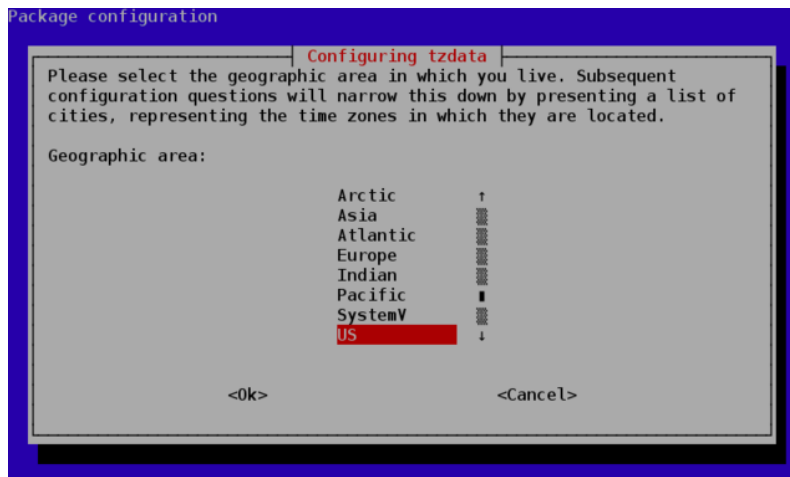 Package configuration
Configuring tzdata
Please select the geographic area in which you live. Subsequent
configuration questions will narrow this down by presenting a list of
cities, representing the time zones in which they are located.
Geographic area:
Arctic
Asia
Atlantic
Europe
Indian
Pacific
SystemV
US
<Ok> <Cancel>